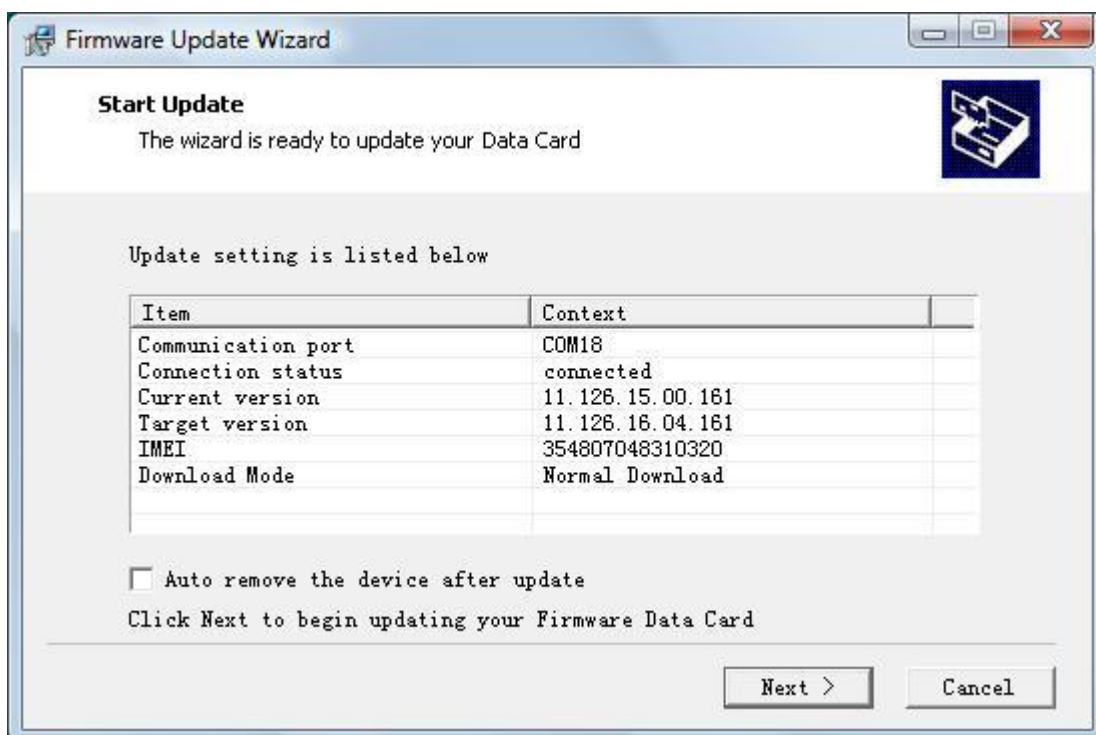 Firmware Update Wizard
Start Update
The wizard is ready to update your Data Card
Update setting is listed below
Item Context
Communication port COM18
Connection status connected
Current version 11.126.15.00.161
Target version 11.126.16.04.161
IMEI 354807048310320
Download Mode Normal Download
Auto remove the device after update
Click Next to begin updating your Firmware Data Card
Next > Cancel